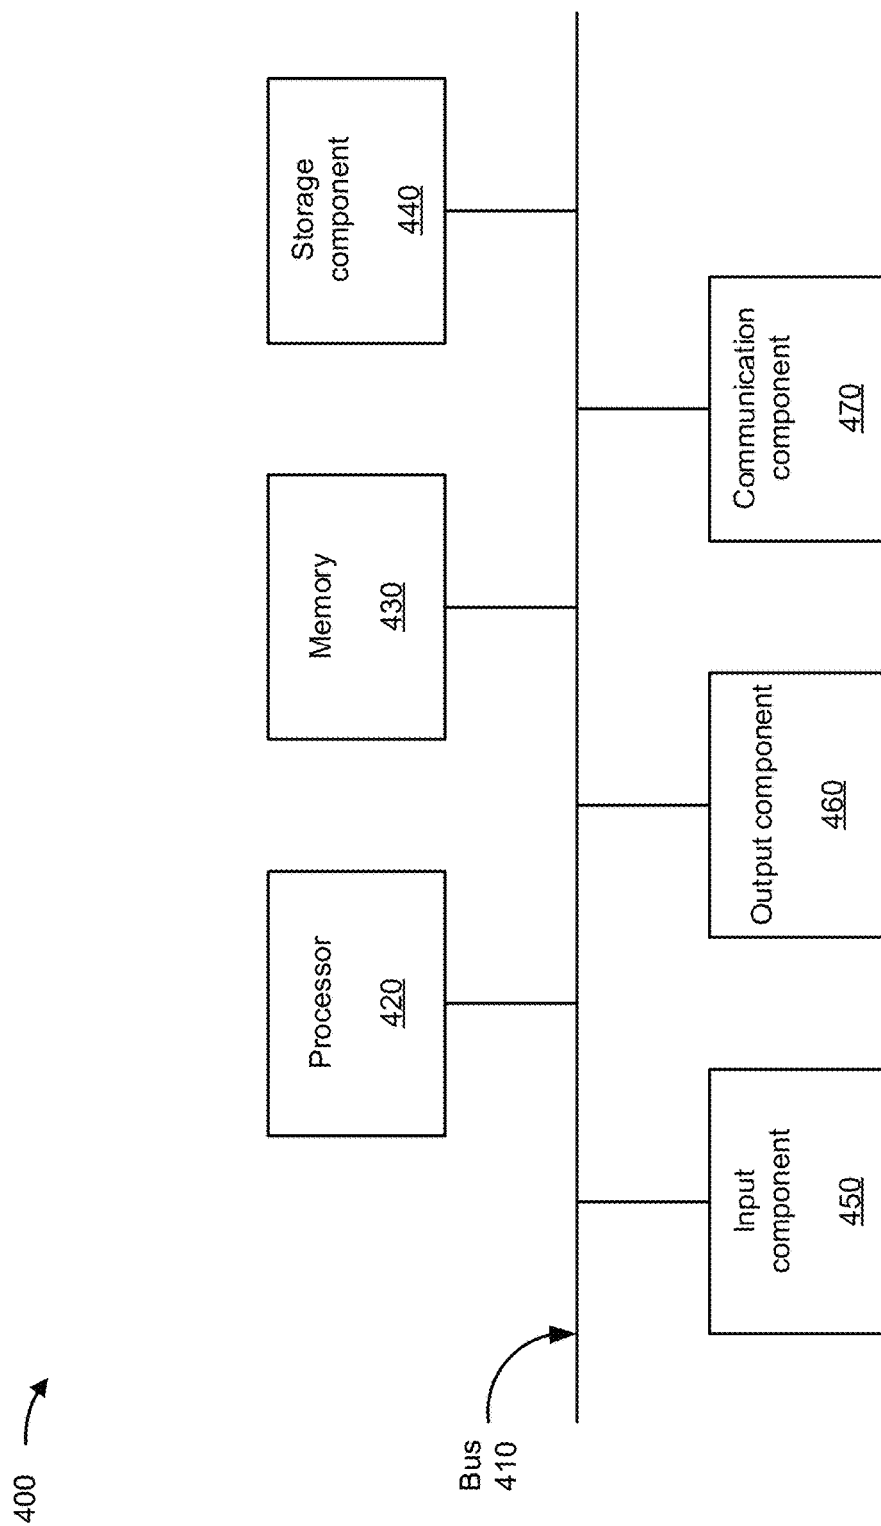 400
Bus
410
Processor
420
Memory
430
Storage
component
440
Input
component
450
Output component
460
Communication
component
470